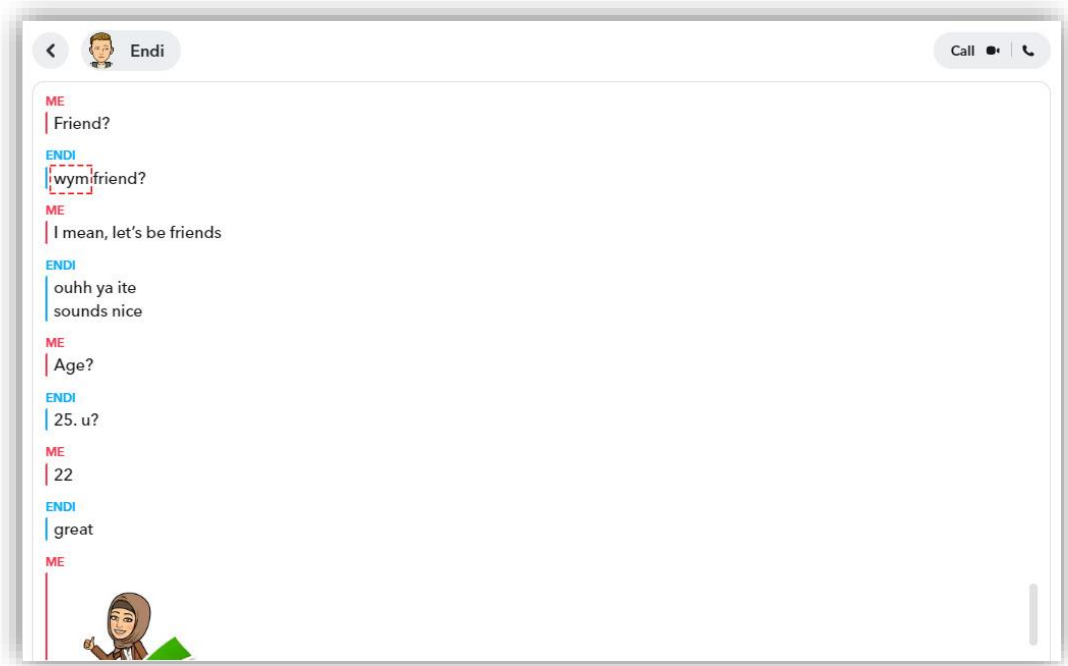 Endi
Call
ME
Friend?
ENDI
wym friend?
ME
I mean, let's be friends
ENDI
ouhh ya ite
sounds nice
ME
Age?
ENDI
25. u?
ME
22
ENDI
great
ME